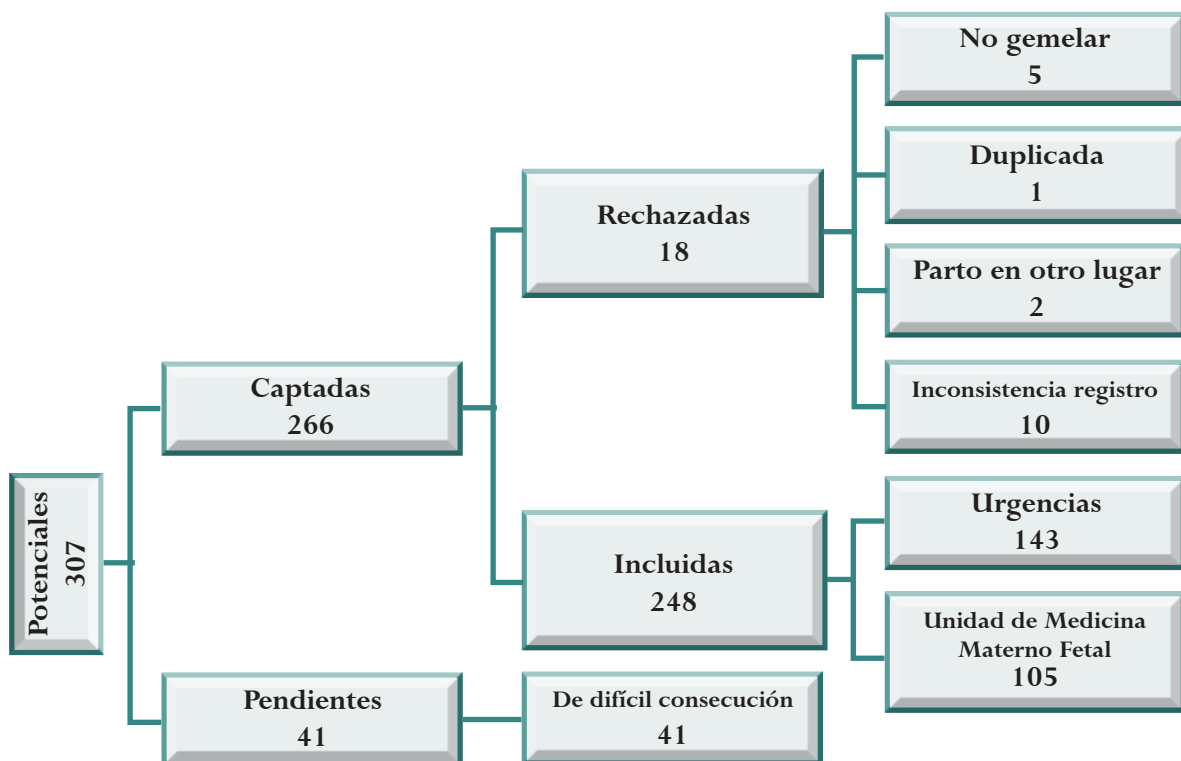 Potenciales
307
Captadas
266
Pendientes
41
Rechazadas
18
Incluidas
248
De difícil consecución
41
No gemelar
5
Duplicada
1
Parto en otro lugar
2
Inconsistencia registro
10
Urgencias
143
Unidad de Medicina
Materno Fetal
105